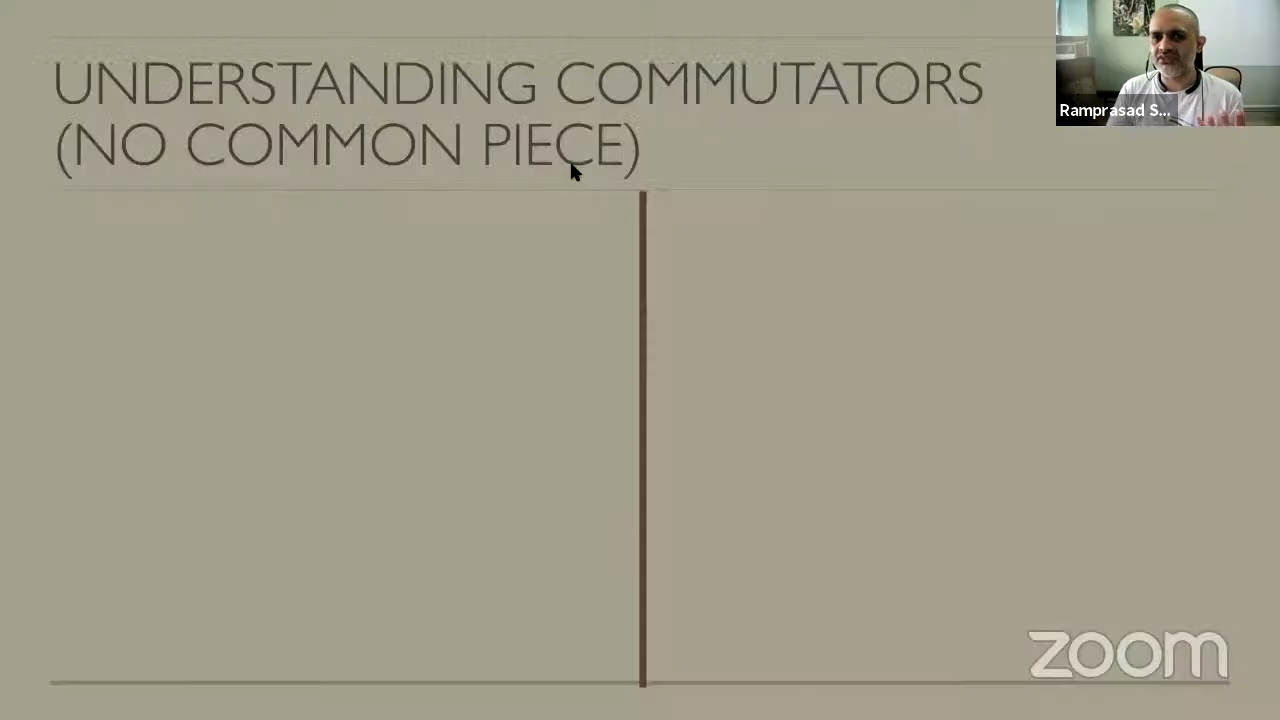 UNDERSTANDING COMMUTATORS
(NO COMMON PIECE)
Ramprasad S...
zoom